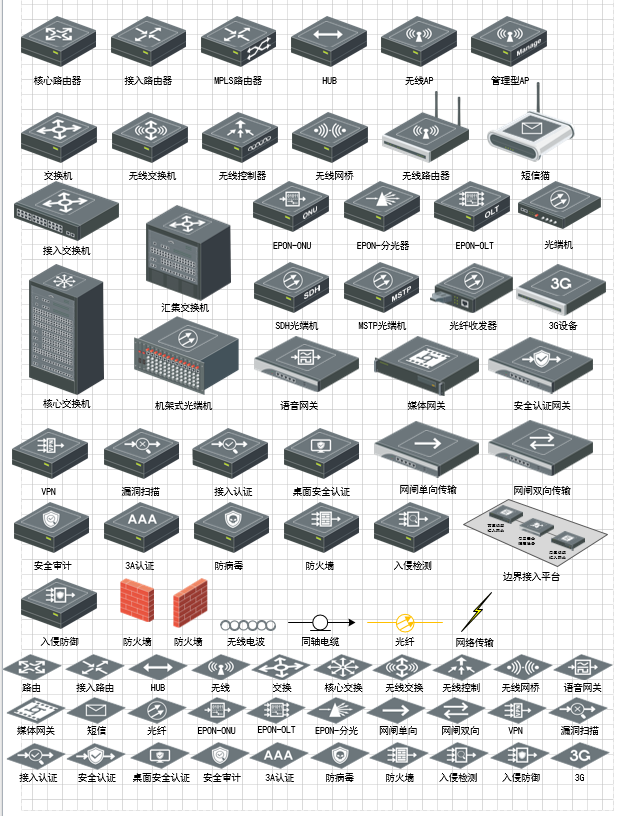 核心路由器
接入路由器
MPLS路由器
HUB
无线AP
Manage
管理型AP
交换机
无线交换机
无线控制器
无线网桥
无线路由器
短信猫
接入交换机
汇集交换机
ONU
EPON-ONU
EPON-分光器
OLT
EPON-OLT
光端机
核心交换机
机架式光端机
SDH
SDH光端机
MSTP
MSTP光端机
光纤收发器
3G
3G设备
语音网关
媒体网关
安全认证网关
VPN
漏洞扫描
接入认证
桌面安全认证
网闸单向传输
网闸双向传输
安全审计
AAA
3A认证
防病毒
防火墙
入侵检测
边界接入平台
入侵防御
防火墙
防火墙
无线电波
同轴电缆
光纤
网络传输
路由
接入路由
HUB
无线
交换
核心交换
无线交换
无线控制
无线网桥
语音网关
媒体网关
短信
光纤
EPON-ONU
EPON-OLT
EPON-分光
网闸单向
网闸双向
VPN
漏洞扫描
接入认证
安全认证
桌面安全认证
安全审计
AAA
3A认证
防病毒
防火墙
入侵检测
入侵防御
3G
3G